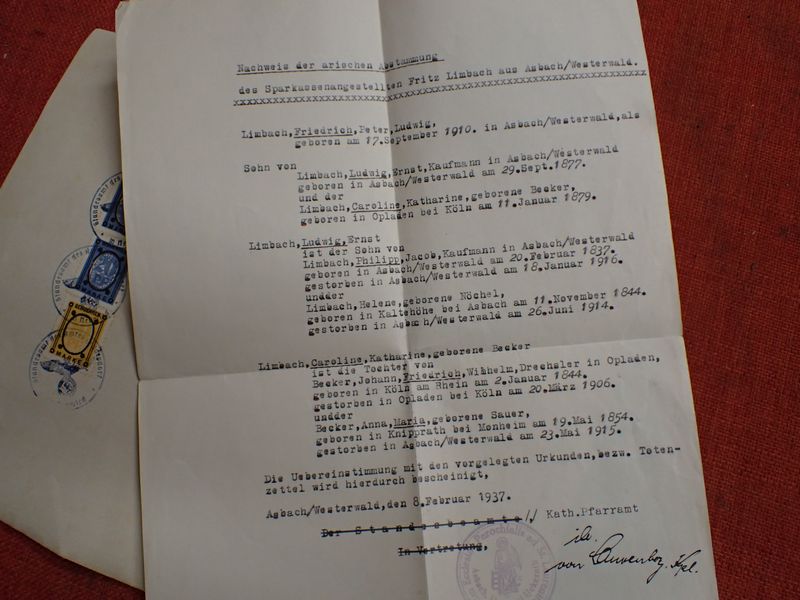 Nachweis der arischen Abstammung
des Sparkassenangestellten Fritz Limbach aus Asbach/Westerwald.
xxxxxxxxxxxxxxxxxxxxxxxxxxxxxxxxxxxxxxxxxxxxxxxxxxxxxxxxxxxxxxx
Limbach,Friedrich,Peter,Ludwig,
geboren am 17.September 1910. in Asbach/Westerwald,als
Sohn von
Limbach,Ludwig,Ernst,Kaufmann in Asbach/Westerwald
geboren in Asbach/Westerwald am 29.Sept.1877.
und der
Limbach,Caroline,Katharine,geborene Becker,
geboren in Opladen bei Köln am 11.Januar 1879.
Limbach,Ludwig,Ernst
ist der Sohn von
Limbach,Philipp,Jacob,Kaufmann in Asbach/Westerwald
geboren in Asbach/Westerwald am 20.Februar 1837.
gestorben in Asbach/Westerwald am 18.Januar 1916.
undder
Limbach,Helene,geborene Nöchel,
geboren in Kaltehöhe bei Asbach am 11.November 1844.
gestorben in Asbach/Westerwald am 26.Juni 1914.
Limbach,Caroline,Katharine,geborene Becker
ist die Tochter von
Becker,Johann,Friedrich,Wilhelm,Drechsler in Opladen,
geboren in Köln am Rhein am 2.Januar 1844.
gestorben in Opladen bei Köln am 20.März 1906.
undder
Becker,Anna,Maria,geborene Sauer,
geboren in Knipprath bei Monheim am 19.Mai 1854.
gestorben in Asbach/Westerwald am 23.Mai 1915.
Die Uebereinstimmung mit den vorgelegten Urkunden,bezw.Toten-
zettel wird hierdurch bescheinigt,
Asbach/Westerwald,den 8.Februar 1937.
Der Standesbeamte Kath.Pfarramt
In Vertretung,